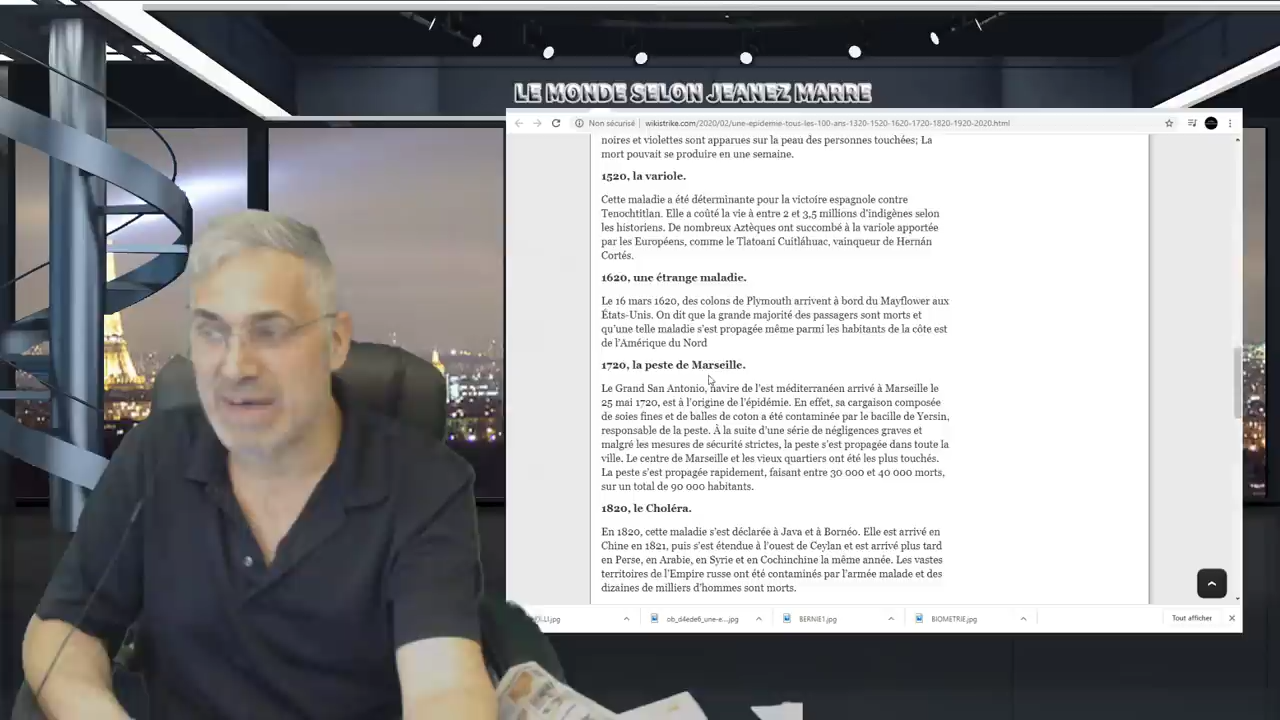 LE MONDE SELON JEANEZ MARRE
Non sécurisé | wikistrike.com/2020/02/une-epidemie-tous-les-100-ans-1320-1520-1620-1720-1820-1920-2020.html
noires et violettes sont apparues sur la peau des personnes touchées; La
mort pouvait se produire en une semaine.
1520, la variole.
Cette maladie a été déterminante pour la victoire espagnole contre
Tenochtitlan. Elle a coûté la vie à entre 2 et 3,5 millions d'indigènes selon
les historiens. De nombreux Aztèques ont succombé à la variole apportée
par les Européens, comme le Tlatoani Cuitláhuac, vainqueur de Hernán
Cortés.
1620, une étrange maladie.
Le 16 mars 1620, des colons de Plymouth arrivent à bord du Mayflower aux
États-Unis. On dit que la grande majorité des passagers sont morts et
qu'une telle maladie s'est propagée même parmi les habitants de la côte est
de l'Amérique du Nord
1720, la peste de Marseille.
Le Grand San Antonio, navire de l'est méditerranéen arrivé à Marseille le
25 mai 1720, est à l'origine de l'épidémie. En effet, sa cargaison composée
de soies fines et de balles de coton a été contaminée par le bacille de Yersin,
responsable de la peste. À la suite d'une série de négligences graves et
malgré les mesures de sécurité strictes, la peste s'est propagée dans toute la
ville. Le centre de Marseille et les vieux quartiers ont été les plus touchés.
La peste s'est propagée rapidement, faisant entre 30 000 et 40 000 morts,
sur un total de 90 000 habitants.
1820, le Choléra.
En 1820, cette maladie s'est déclarée à Java et à Bornéo. Elle est arrivé en
Chine en 1821, puis s'est étendue à l'ouest de Ceylan et est arrivé plus tard
en Perse, en Arabie, en Syrie et en Cochinchine la même année. Les vastes
territoires de l'Empire russe ont été contaminés par l'armée malade et des
dizaines de milliers d'hommes sont morts.
ob_d4ede6_une-e....jpg BERNIE1.jpg BIOMETRIE.jpg Tout afficher